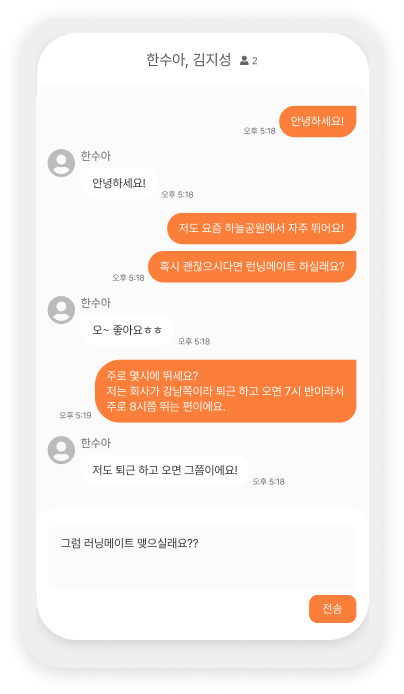 한수아, 김지성 2
안녕하세요!
오후 5:18
한수아
안녕하세요!
오후 5:18
저도 요즘 하늘공원에서 자주 뛰어요!
혹시 괜찮으시다면 런닝메이트 하실래요?
오후 5:18
한수아
오~ 좋아요ㅎㅎ
오후 5:18
주로 몇시에 뛰세요?
저는 회사가 강남쪽이라 퇴근 하고 오면 7시 반이라서
주로 8시쯤 뛰는 편이에요.
오후 5:19
한수아
저도 퇴근 하고 오면 그쯤이에요!
오후 5:18
그럼 러닝메이트 맺으실래요??
전송